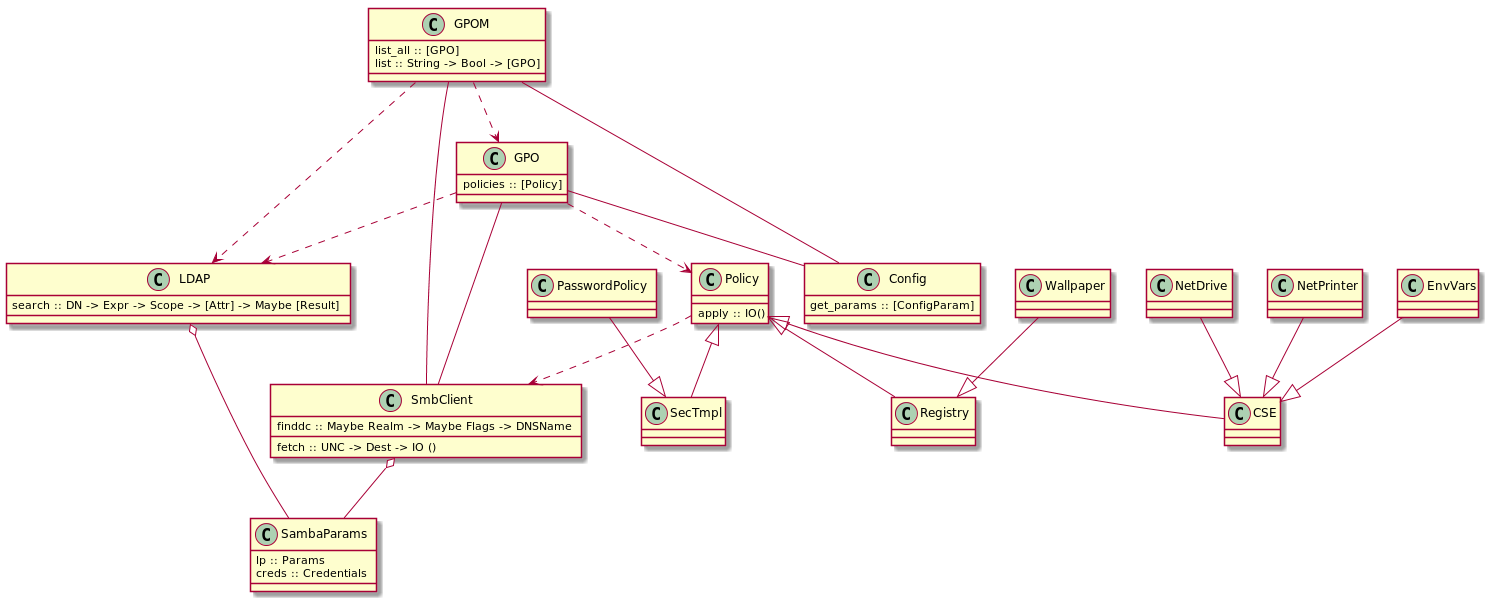 C GPOM
list_all :: [GPO]
list :: String -> Bool -> [GPO]
C GPO
policies :: [Policy]
C LDAP
search :: DN -> Expr -> Scope -> [Attr] -> Maybe [Result]
C PasswordPolicy
C Policy
apply :: IO()
C Config
get_params :: [ConfigParam]
C Wallpaper
C NetDrive
C NetPrinter
C EnvVars
C SmbClient
finddc :: Maybe Realm -> Maybe Flags -> DNSName
fetch :: UNC -> Dest -> IO ()
C SecTmpl
C Registry
C CSE
C SambaParams
lp :: Params
creds :: Credentials